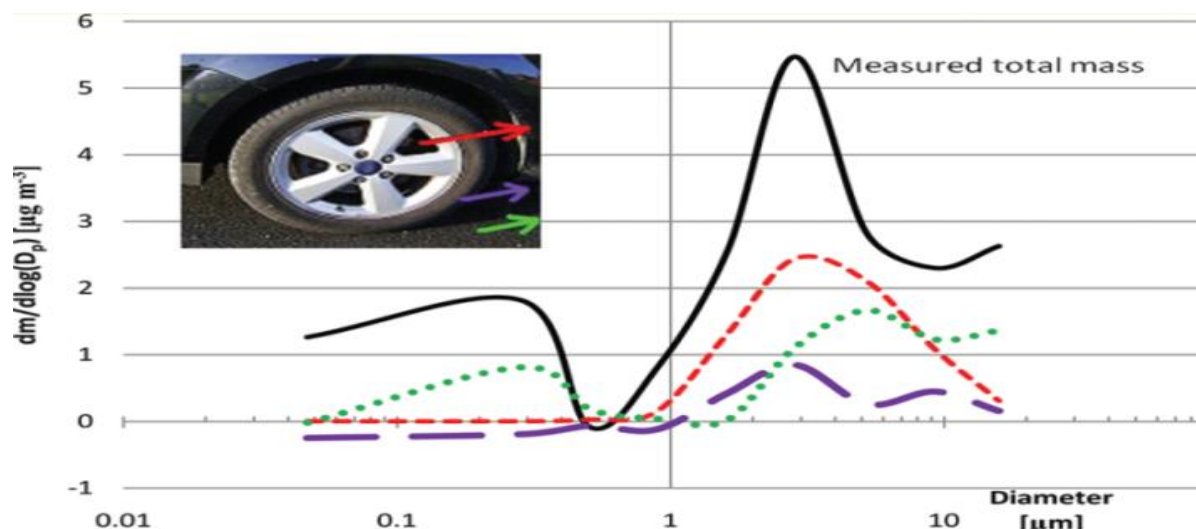 6
Measured total mass
5
4
3
2
1
0
-1
dm/dlog(Dₚ) [µg m⁻³]
0.01 0.1 1 10
Diameter
[µm]